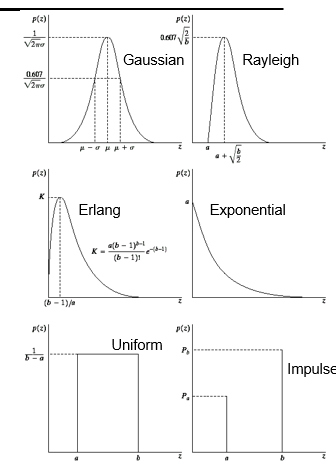 p(z)
1/√2πσ
0.607/√2πσ
Gaussian
μ − σ μ μ + σ z
p(z)
0.607√2/b
Rayleigh
a
a + √b/2
z
p(z)
K
Erlang
K = a(b − 1)^b−1/(b − 1)! e^−(b−1)
(b − 1)/a
z
p(z)
a
Exponential
z
p(z)
1/b − a
Uniform
a b z
p(z)
P_b
Impulse
P_a
a b z